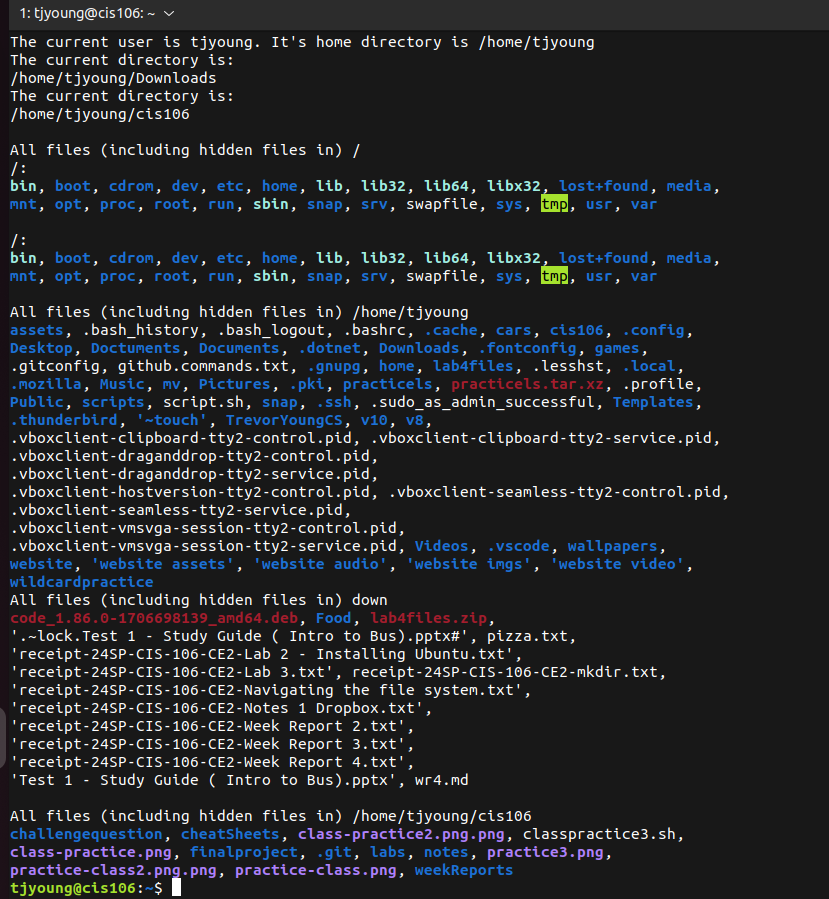 1: tjyoung@cis106: ~
The current user is tjyoung. It's home directory is /home/tjyoung
The current directory is:
/home/tjyoung/Downloads
The current directory is:
/home/tjyoung/cis106
All files (including hidden files in) /
/:
bin, boot, cdrom, dev, etc, home, lib, lib32, lib64, libx32, lost+found, media,
mnt, opt, proc, root, run, sbin, snap, srv, swapfile, sys, tmp, usr, var
/:
bin, boot, cdrom, dev, etc, home, lib, lib32, lib64, libx32, lost+found, media,
mnt, opt, proc, root, run, sbin, snap, srv, swapfile, sys, tmp, usr, var
All files (including hidden files in) /home/tjyoung
assets, .bash_history, .bash_logout, .bashrc, .cache, cars, cis106, .config,
Desktop, Doctuments, Documents, .dotnet, Downloads, .fontconfig, games,
.gitconfig, github.commands.txt, .gnupg, home, lab4files, .lesshst, .local,
.mozilla, Music, mv, Pictures, .pki, practicels, practicels.tar.xz, .profile,
Public, scripts, script.sh, snap, .ssh, .sudo_as_admin_successful, Templates,
.thunderbird, '~touch', TrevorYoungCS, v10, v8,
.vboxclient-clipboard-tty2-control.pid, .vboxclient-clipboard-tty2-service.pid,
.vboxclient-draganddrop-tty2-control.pid,
.vboxclient-draganddrop-tty2-service.pid,
.vboxclient-hostversion-tty2-control.pid, .vboxclient-seamless-tty2-control.pid,
.vboxclient-seamless-tty2-service.pid,
.vboxclient-vmsvga-session-tty2-control.pid,
.vboxclient-vmsvga-session-tty2-service.pid, Videos, .vscode, wallpapers,
website, 'website assets', 'website audio', 'website imgs', 'website video',
wildcardpractice
All files (including hidden files in) down
code_1.86.0-1706698139_amd64.deb, Food, lab4files.zip,
'.~lock.Test 1 - Study Guide ( Intro to Bus).pptx#', pizza.txt,
'receipt-24SP-CIS-106-CE2-Lab 2 - Installing Ubuntu.txt',
'receipt-24SP-CIS-106-CE2-Lab 3.txt', receipt-24SP-CIS-106-CE2-mkdir.txt,
'receipt-24SP-CIS-106-CE2-Navigating the file system.txt',
'receipt-24SP-CIS-106-CE2-Notes 1 Dropbox.txt',
'receipt-24SP-CIS-106-CE2-Week Report 2.txt',
'receipt-24SP-CIS-106-CE2-Week Report 3.txt',
'receipt-24SP-CIS-106-CE2-Week Report 4.txt',
'Test 1 - Study Guide ( Intro to Bus).pptx', wr4.md
All files (including hidden files in) /home/tjyoung/cis106
challengequestion, cheatSheets, class-practice2.png.png, classpractice3.sh,
class-practice.png, finalproject, .git, labs, notes, practice3.png,
practice-class2.png.png, practice-class.png, weekReports
tjyoung@cis106:~$